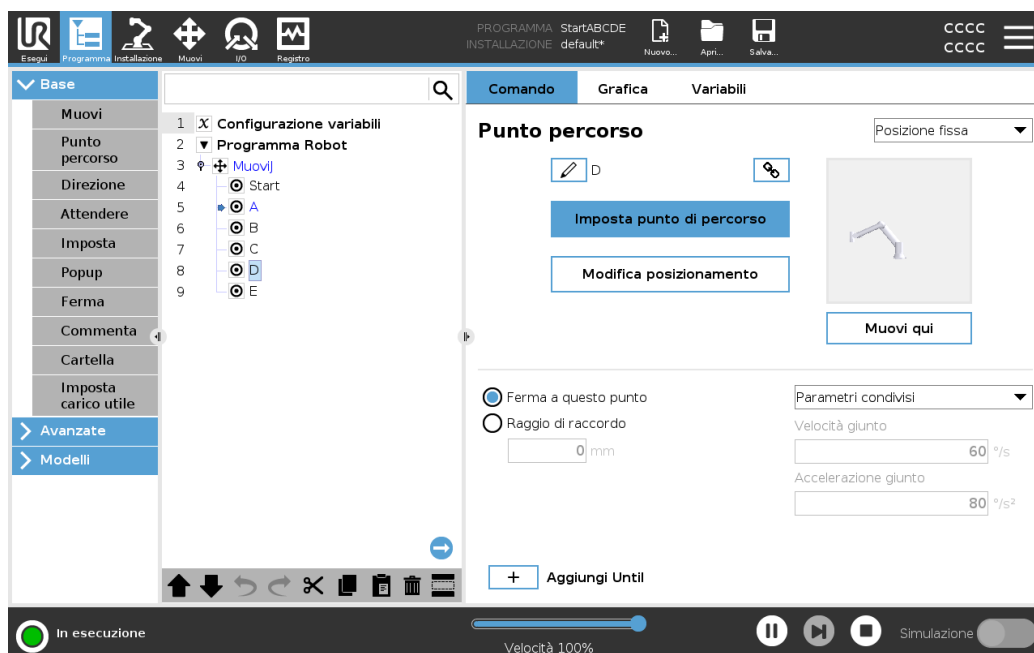 UR
Esegui
Programma
Installazione
Muovi
I/O
Registro
PROGRAMMA StartABCDE
INSTALLAZIONE default*
Nuovo...
Apri...
Salva...
CCCC
CCCC
Base
Muovi
Punto
percorso
Direzione
Attendere
Imposta
Popup
Ferma
Commenta
Cartella
Imposta
carico utile
Avanzate
Modelli
1 X Configurazione variabili
2 Programma Robot
3 MuoviJ
4 Start
5 A
6 B
7 C
8 D
9 E
Comando Grafica Variabili
Punto percorso
Posizione fissa
D
Imposta punto di percorso
Modifica posizionamento
Muovi qui
Ferma a questo punto
Raggio di raccordo
0 mm
Parametri condivisi
Velocità giunto
60 °/s
Accelerazione giunto
80 °/s²
+ Aggiungi Until
In esecuzione
Velocità 100%
Simulazione